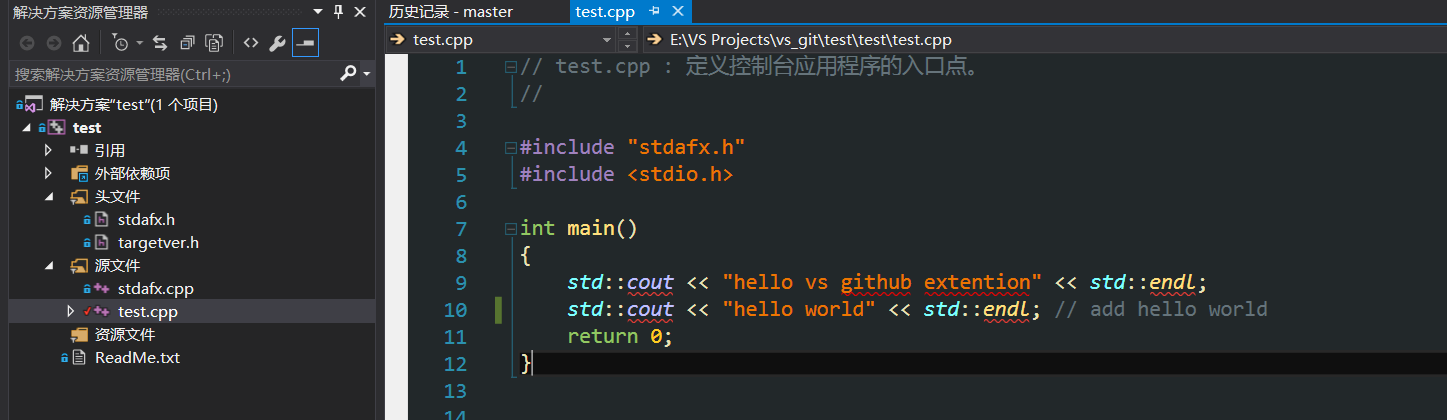 解决方案资源管理器
搜索解决方案资源管理器(Ctrl+;)
解决方案"test"(1 个项目)
test
引用
外部依赖项
头文件
stdafx.h
targetver.h
源文件
stdafx.cpp
test.cpp
资源文件
ReadMe.txt
历史记录 - master test.cpp
test.cpp E:\VS Projects\vs_git\test\test\test.cpp
1 // test.cpp : 定义控制台应用程序的入口点。
2 //
3
4 #include "stdafx.h"
5 #include <stdio.h>
6
7 int main()
8 {
9 std::cout << "hello vs github extention" << std::endl;
10 std::cout << "hello world" << std::endl; // add hello world
11 return 0;
12 }
13
14